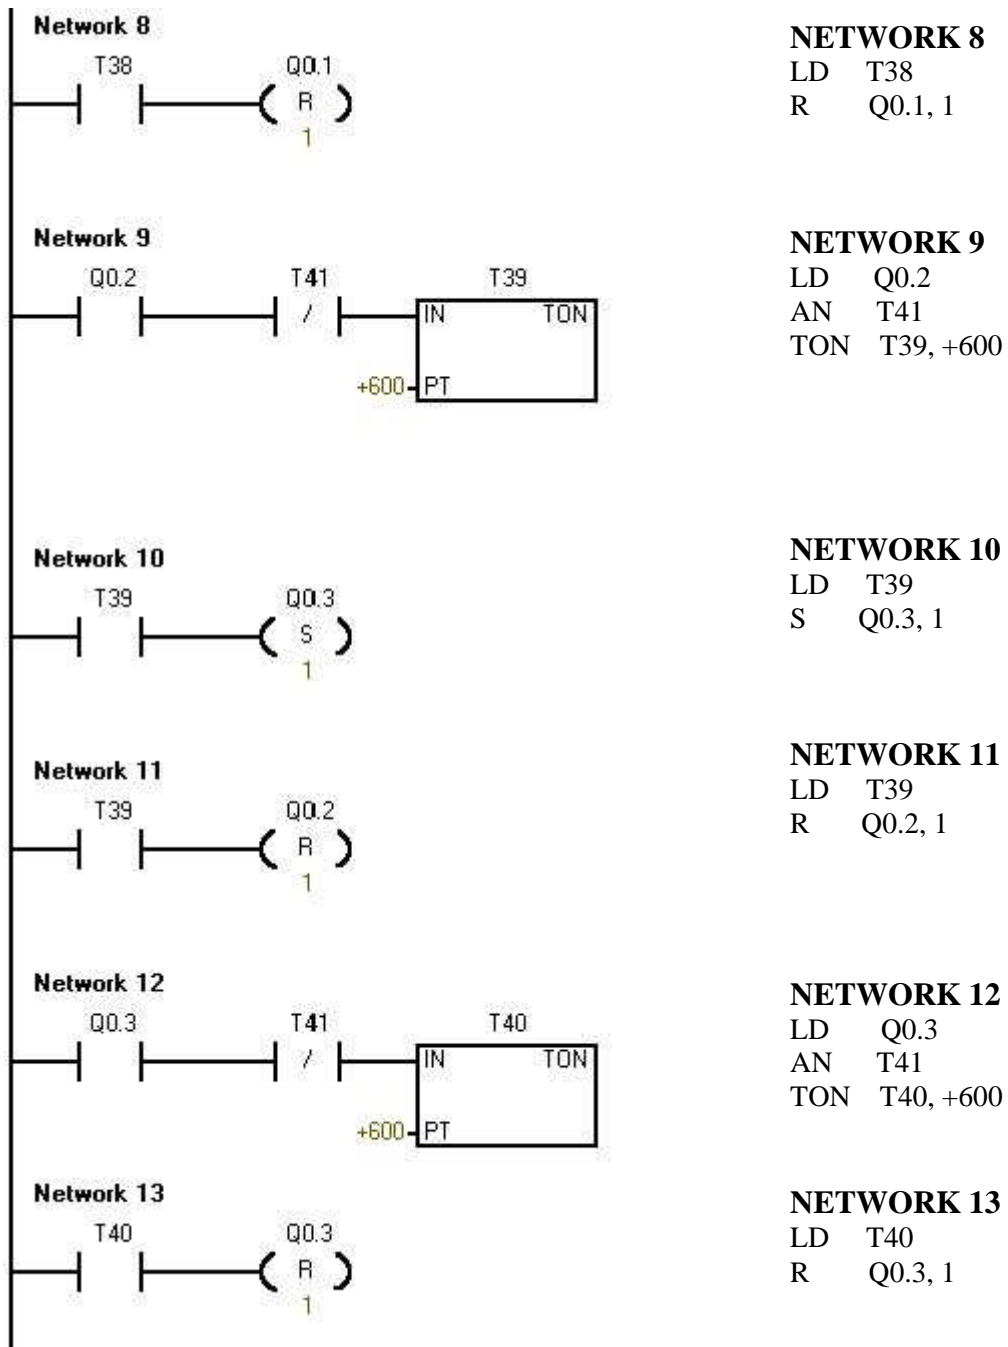 Network 8
T38 Q0.1
R
1
NETWORK 8
LD T38
R Q0.1, 1
Network 9
Q0.2 T41 T39
/ IN TON
+600 PT
NETWORK 9
LD Q0.2
AN T41
TON T39, +600
Network 10
T39 Q0.3
S
1
NETWORK 10
LD T39
S Q0.3, 1
Network 11
T39 Q0.2
R
1
NETWORK 11
LD T39
R Q0.2, 1
Network 12
Q0.3 T41 T40
/ IN TON
+600 PT
NETWORK 12
LD Q0.3
AN T41
TON T40, +600
Network 13
T40 Q0.3
R
1
NETWORK 13
LD T40
R Q0.3, 1